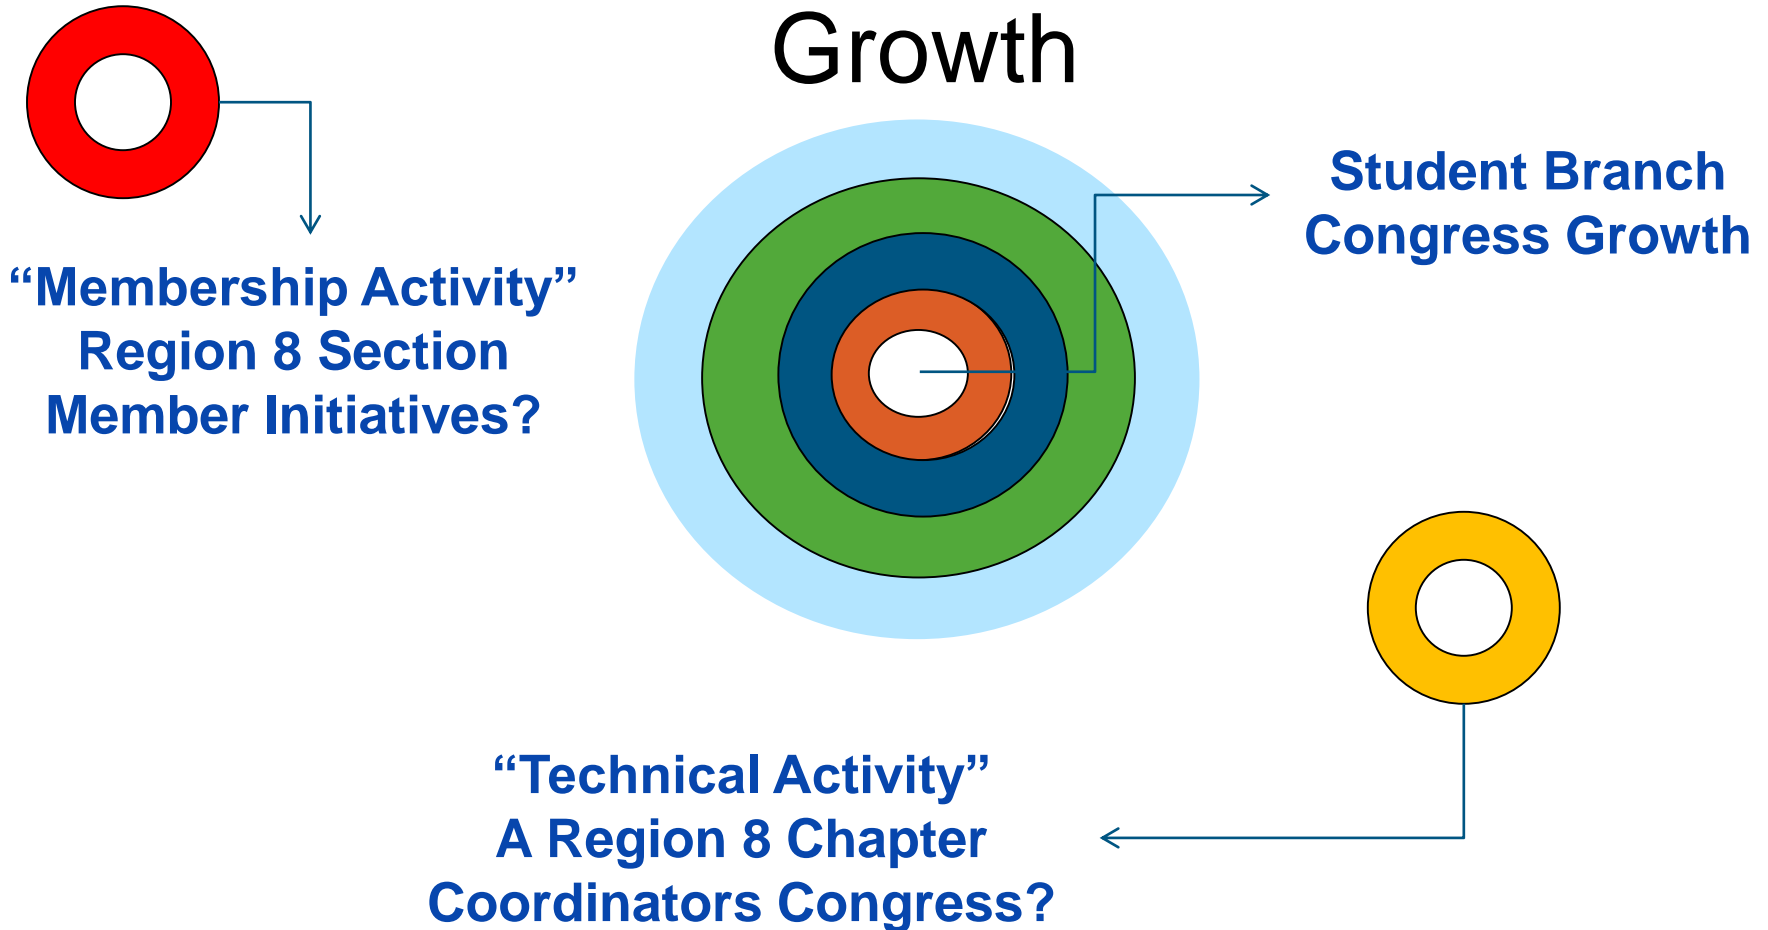 Growth
Student Branch
Congress Growth
“Membership Activity”
Region 8 Section
Member Initiatives?
“Technical Activity”
A Region 8 Chapter
Coordinators Congress?